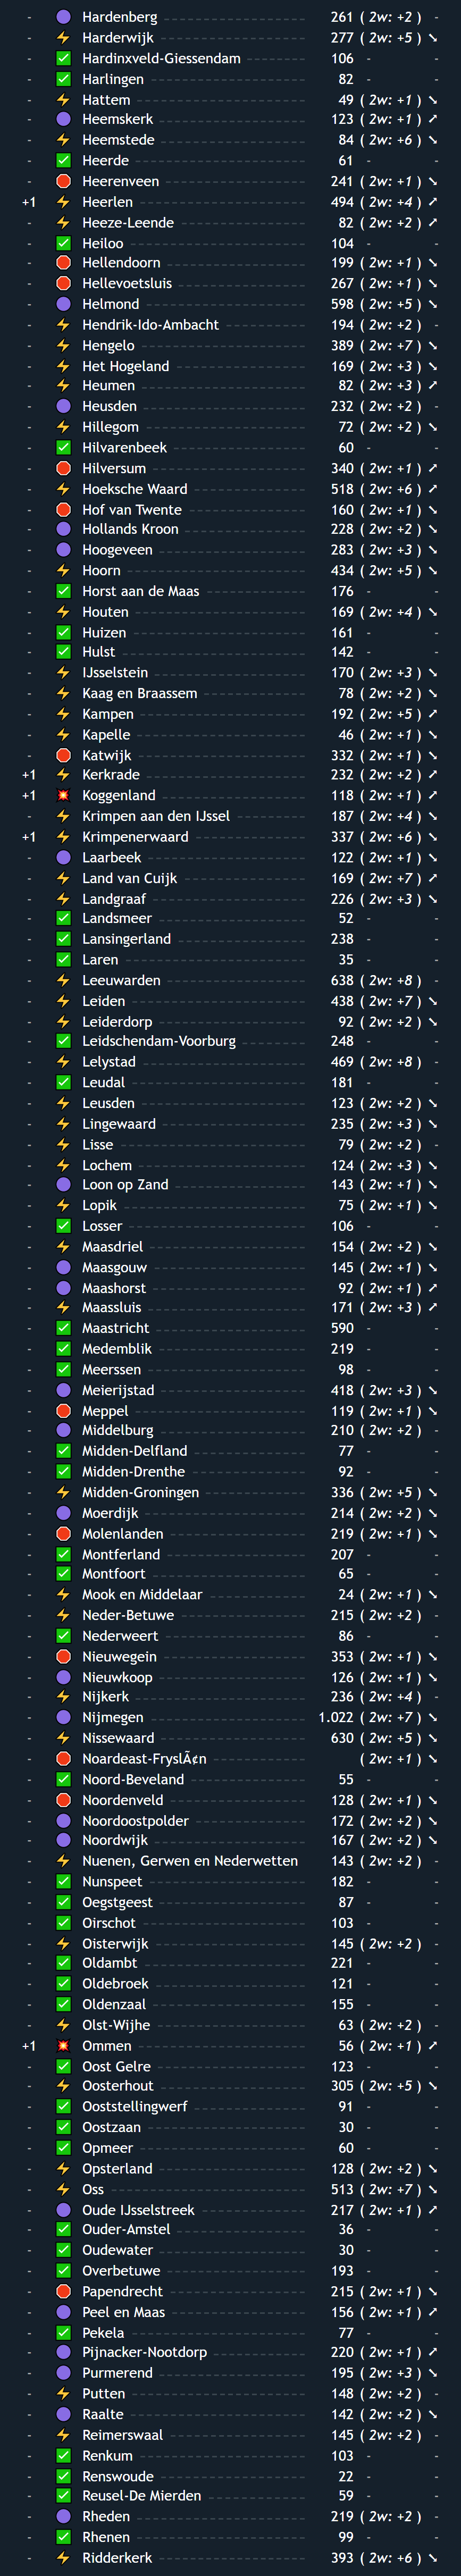 - Hardenberg 261 ( 2w: +2 ) -
- Harderwijk 277 ( 2w: +5 ) ↘
- Hardinxveld-Giessendam 106 - -
- Harlingen 82 - -
- Hattem 49 ( 2w: +1 ) ↘
- Heemskerk 123 ( 2w: +1 ) ↗
- Heemstede 84 ( 2w: +6 ) ↘
- Heerde 61 - -
- Heerenveen 241 ( 2w: +1 ) ↘
+1 Heerlen 494 ( 2w: +4 ) ↗
- Heeze-Leende 82 ( 2w: +2 ) ↗
- Heiloo 104 - -
- Hellendoorn 199 ( 2w: +1 ) ↘
- Hellevoetsluis 267 ( 2w: +1 ) ↘
- Helmond 598 ( 2w: +5 ) ↘
- Hendrik-Ido-Ambacht 194 ( 2w: +2 ) -
- Hengelo 389 ( 2w: +7 ) ↘
- Het Hogeland 169 ( 2w: +3 ) ↘
- Heumen 82 ( 2w: +3 ) ↗
- Heusden 232 ( 2w: +2 ) -
- Hillegom 72 ( 2w: +2 ) ↘
- Hilvarenbeek 60 - -
- Hilversum 340 ( 2w: +1 ) ↗
- Hoeksche Waard 518 ( 2w: +6 ) ↗
- Hof van Twente 160 ( 2w: +1 ) ↘
- Hollands Kroon 228 ( 2w: +2 ) ↘
- Hoogeveen 283 ( 2w: +3 ) ↘
- Hoorn 434 ( 2w: +5 ) ↘
- Horst aan de Maas 176 - -
- Houten 169 ( 2w: +4 ) ↘
- Huizen 161 - -
- Hulst 142 - -
- IJsselstein 170 ( 2w: +3 ) ↘
- Kaag en Braassem 78 ( 2w: +2 ) ↘
- Kampen 192 ( 2w: +5 ) ↗
- Kapelle 46 ( 2w: +1 ) ↘
- Katwijk 332 ( 2w: +1 ) ↘
+1 Kerkrade 232 ( 2w: +2 ) ↗
+1 Koggenland 118 ( 2w: +1 ) ↗
- Krimpen aan den IJssel 187 ( 2w: +4 ) ↘
+1 Krimpenerwaard 337 ( 2w: +6 ) ↘
- Laarbeek 122 ( 2w: +1 ) ↘
- Land van Cuijk 169 ( 2w: +7 ) ↗
- Landgraaf 226 ( 2w: +3 ) ↘
- Landsmeer 52 - -
- Lansingerland 238 - -
- Laren 35 - -
- Leeuwarden 638 ( 2w: +8 ) -
- Leiden 438 ( 2w: +7 ) ↘
- Leiderdorp 92 ( 2w: +2 ) ↘
- Leidschendam-Voorburg 248 - -
- Lelystad 469 ( 2w: +8 ) -
- Leudal 181 - -
- Leusden 123 ( 2w: +2 ) ↘
- Lingewaard 235 ( 2w: +3 ) ↘
- Lisse 79 ( 2w: +2 ) -
- Lochem 124 ( 2w: +3 ) ↘
- Loon op Zand 143 ( 2w: +1 ) ↘
- Lopik 75 ( 2w: +1 ) ↘
- Losser 106 - -
- Maasdriel 154 ( 2w: +2 ) ↘
- Maasgouw 145 ( 2w: +1 ) ↘
- Maashorst 92 ( 2w: +1 ) ↗
- Maassluis 171 ( 2w: +3 ) ↗
- Maastricht 590 - -
- Medemblik 219 - -
- Meerssen 98 - -
- Meierijstad 418 ( 2w: +3 ) ↘
- Meppel 119 ( 2w: +1 ) ↘
- Middelburg 210 ( 2w: +2 ) -
- Midden-Delfland 77 - -
- Midden-Drenthe 92 - -
- Midden-Groningen 336 ( 2w: +5 ) ↘
- Moerdijk 214 ( 2w: +2 ) ↘
- Molenlanden 219 ( 2w: +1 ) ↘
- Montferland 207 - -
- Montfoort 65 - -
- Mook en Middelaar 24 ( 2w: +1 ) ↘
- Neder-Betuwe 215 ( 2w: +2 ) -
- Nederweert 86 - -
- Nieuwegein 353 ( 2w: +1 ) ↘
- Nieuwkoop 126 ( 2w: +1 ) ↘
- Nijkerk 236 ( 2w: +4 ) -
- Nijmegen 1.022 ( 2w: +7 ) ↘
- Nissewaard 630 ( 2w: +5 ) ↘
- Noardeast-FryslÃ¢n ( 2w: +1 ) ↘
- Noord-Beveland 55 - -
- Noordenveld 128 ( 2w: +1 ) ↘
- Noordoostpolder 172 ( 2w: +2 ) ↘
- Noordwijk 167 ( 2w: +2 ) ↘
- Nuenen, Gerwen en Nederwetten 143 ( 2w: +2 ) -
- Nunspeet 182 - -
- Oegstgeest 87 - -
- Oirschot 103 - -
- Oisterwijk 145 ( 2w: +2 ) -
- Oldambt 221 - -
- Oldebroek 121 - -
- Oldenzaal 155 - -
- Olst-Wijhe 63 ( 2w: +2 ) -
+1 Ommen 56 ( 2w: +1 ) ↗
- Oost Gelre 123 - -
- Oosterhout 305 ( 2w: +5 ) ↘
- Ooststellingwerf 91 - -
- Oostzaan 30 - -
- Opmeer 60 - -
- Opsterland 128 ( 2w: +2 ) ↘
- Oss 513 ( 2w: +7 ) ↘
- Oude IJsselstreek 217 ( 2w: +1 ) ↗
- Ouder-Amstel 36 - -
- Oudewater 30 - -
- Overbetuwe 193 - -
- Papendrecht 215 ( 2w: +1 ) ↘
- Peel en Maas 156 ( 2w: +1 ) ↗
- Pekela 77 - -
- Pijnacker-Nootdorp 220 ( 2w: +1 ) ↗
- Purmerend 195 ( 2w: +3 ) ↘
- Putten 148 ( 2w: +2 ) -
- Raalte 142 ( 2w: +2 ) ↘
- Reimerswaal 145 ( 2w: +2 ) -
- Renkum 103 - -
- Renswoude 22 - -
- Reusel-De Mierden 59 - -
- Rheden 219 ( 2w: +2 ) -
- Rhenen 99 - -
- Ridderkerk 393 ( 2w: +6 ) ↘